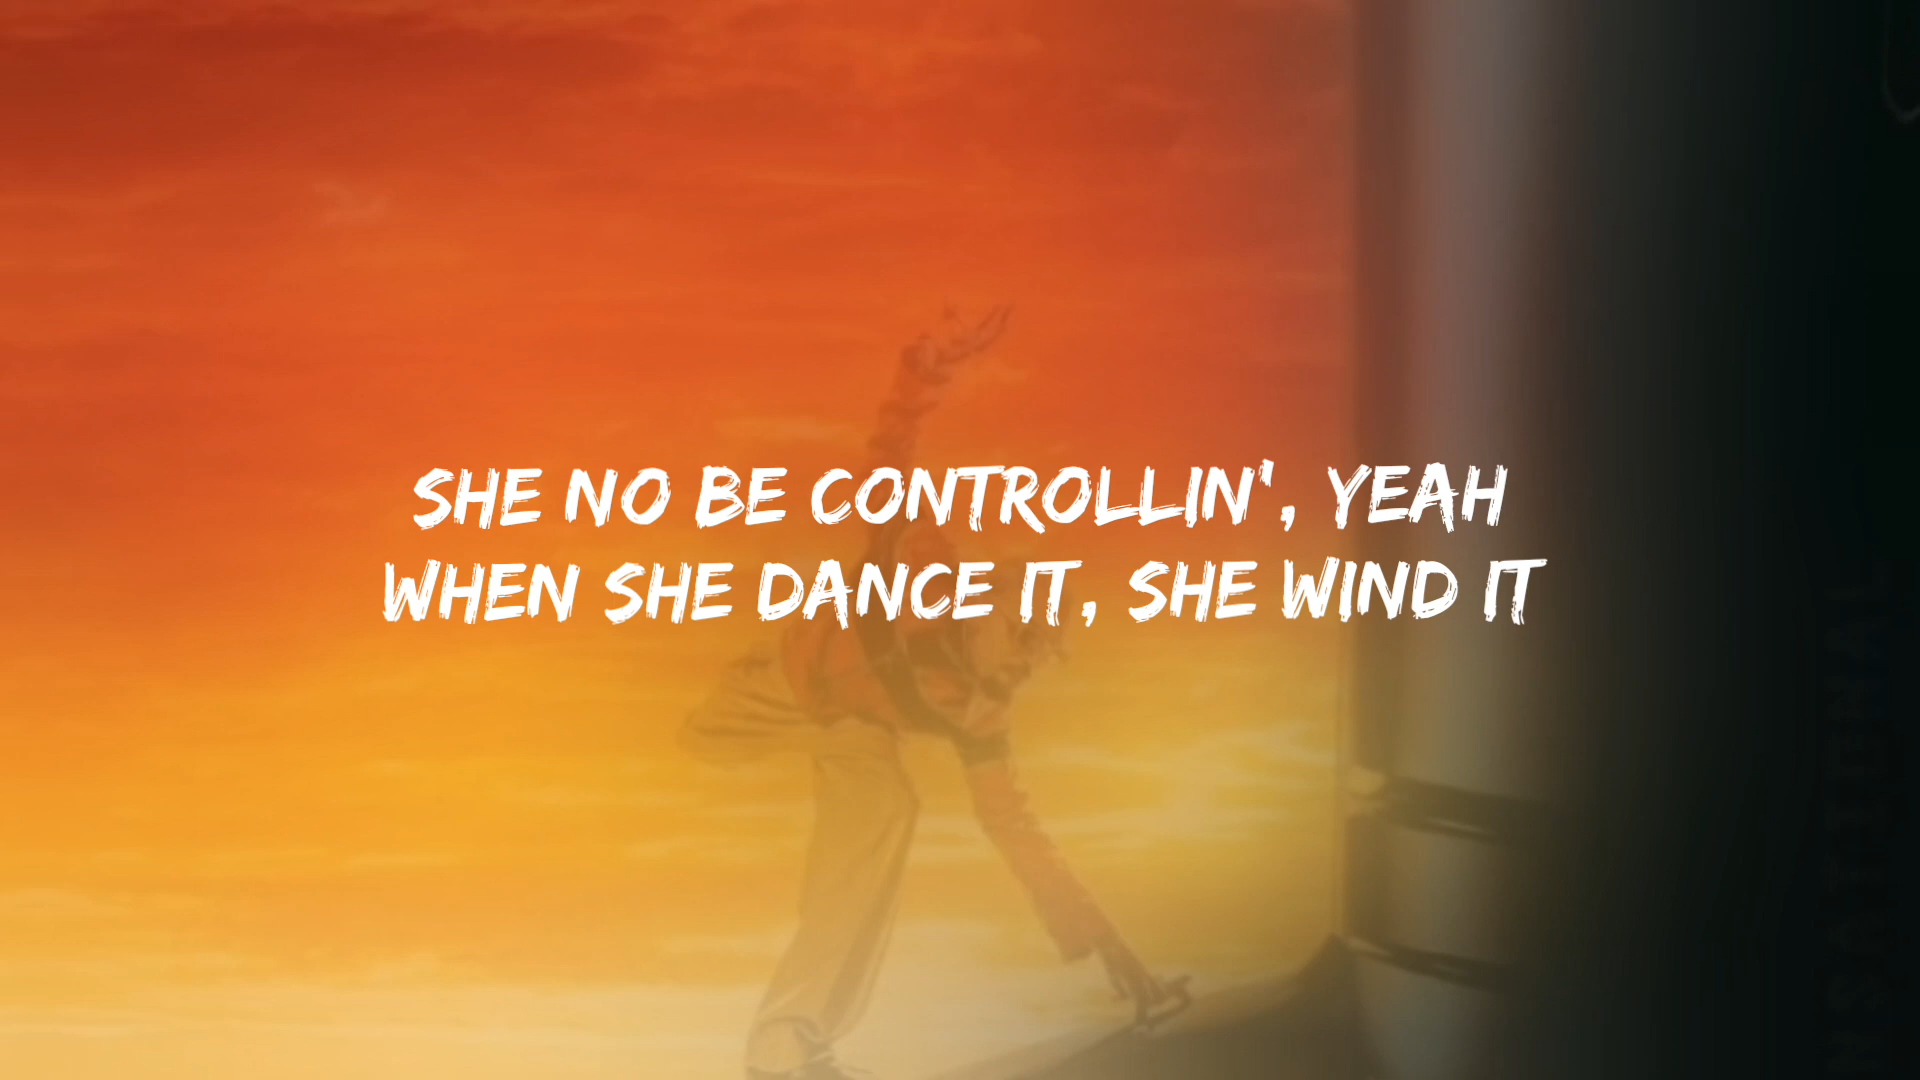 SHE NO BE CONTROLLIN', YEAH
WHEN SHE DANCE IT, SHE WIND IT